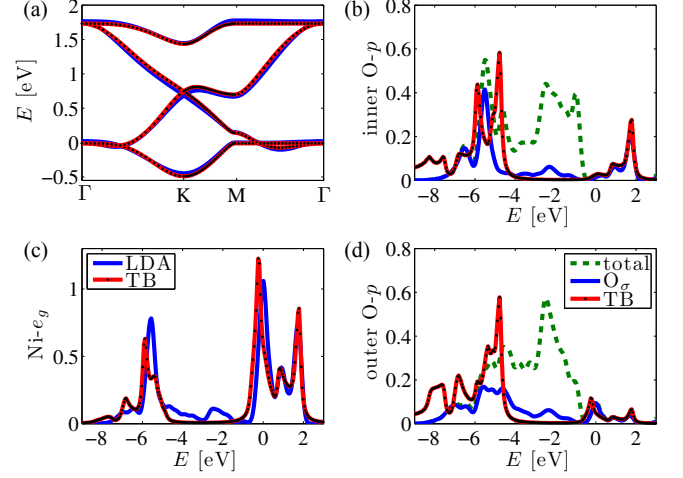 (a)
2
1.5
1
0.5
0
−0.5
E [eV]
Γ
K
M
Γ
(b)
0.8
0.6
0.4
0.2
0
inner O-p
−8
−6
−4
−2
0
2
E [eV]
(c)
LDA
TB
1
0.5
0
Ni-e_g
−8
−6
−4
−2
0
2
E [eV]
(d)
total
O_σ
TB
0.8
0.6
0.4
0.2
0
outer O-p
−8
−6
−4
−2
0
2
E [eV]